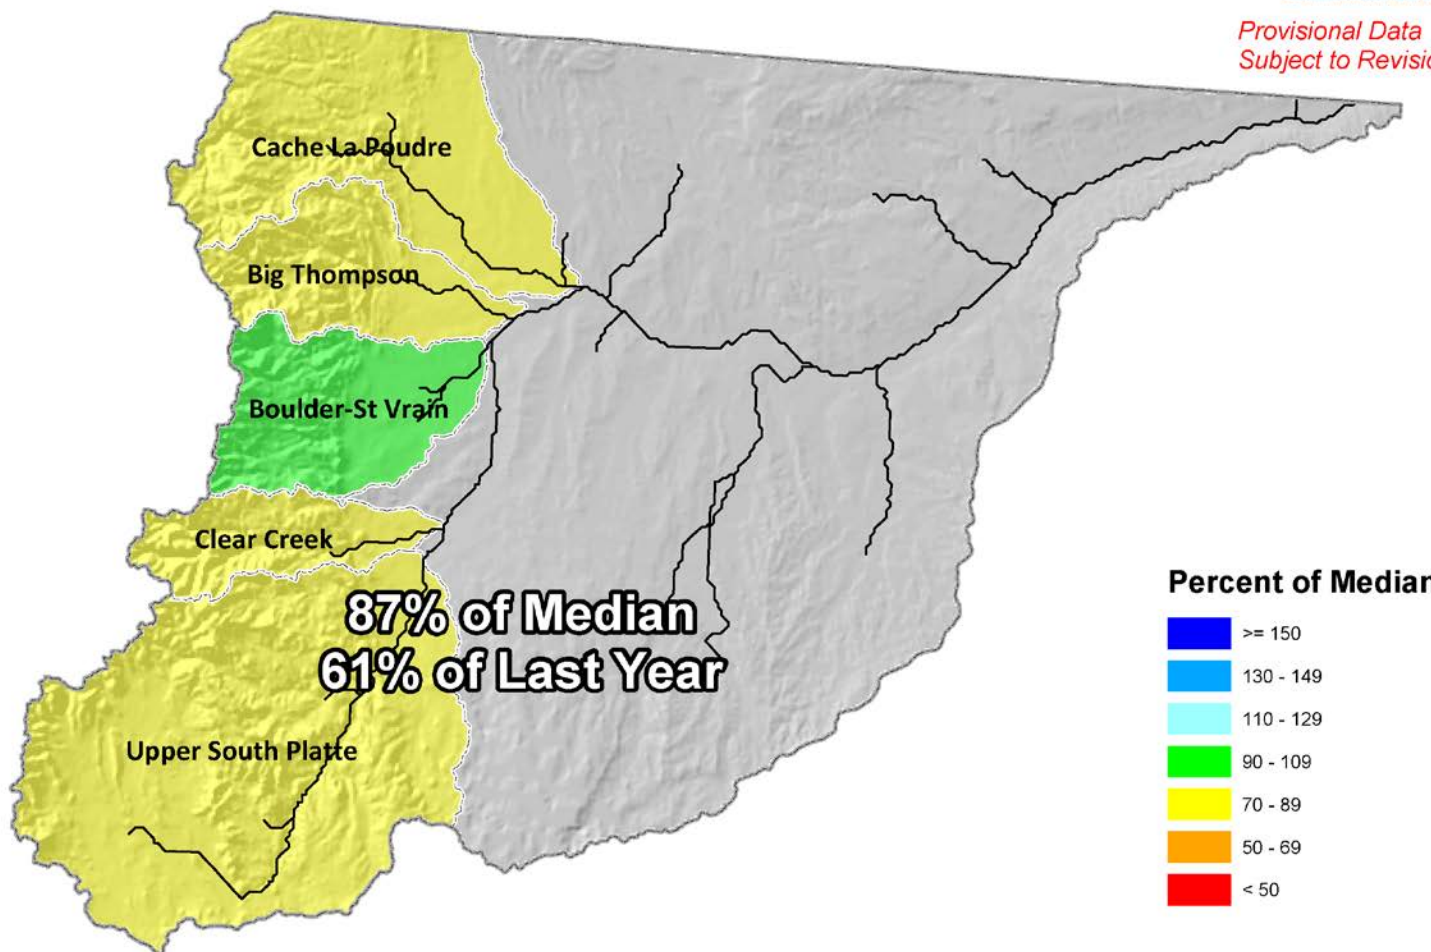 Provisional Data
Subject to Revisio
Cache La Poudre
Big Thompson
Boulder-St Vrain
Clear Creek
87% of Median
61% of Last Year
Upper South Platte
Percent of Median
>= 150
130 - 149
110 - 129
90 - 109
70 - 89
50 - 69
< 50